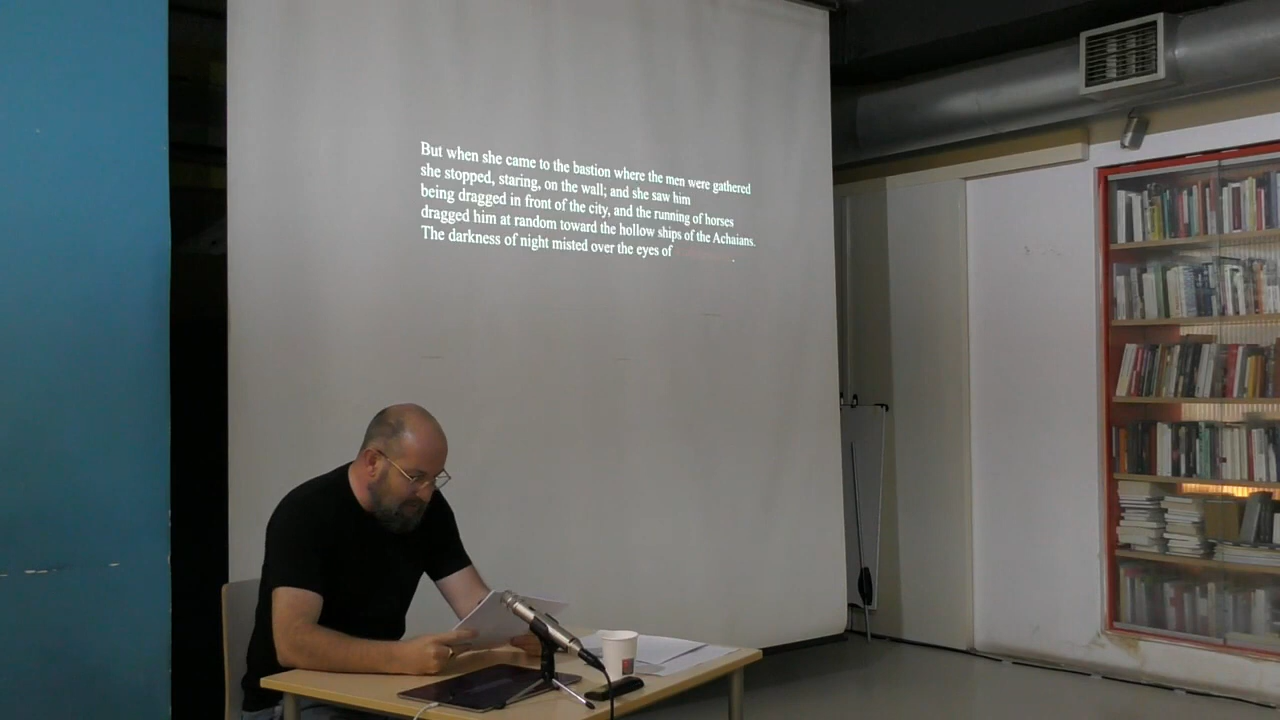 But when she came to the bastion where the men were gathered
she stopped, staring, on the wall; and she saw him
being dragged in front of the city, and the running of horses
dragged him at random toward the hollow ships of the Achaians.
The darkness of night misted over the eyes of